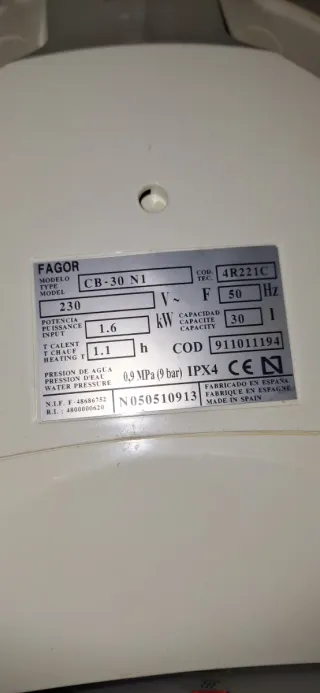 FAGOR
MODELO TYPE MODEL CB-30 N1 COD. TEC. 4R221C
230 V~ F 50 Hz
POTENCIA PUISSANCE INPUT 1.6 kW CAPACIDAD CAPACITE CAPACITY 30 l
T CALENT T CHAUF HEATING T 1.1 h COD 911011194
PRESION DE AGUA PRESSION D'EAU WATER PRESSURE 0,9 MPa (9 bar) IPX4 CE N
N.I.F. F-48686752
R.I.: 4800000620
N050510913
FABRICADO EN ESPAÑA
FABRIQUE EN ESPAGNE
MADE IN SPAIN